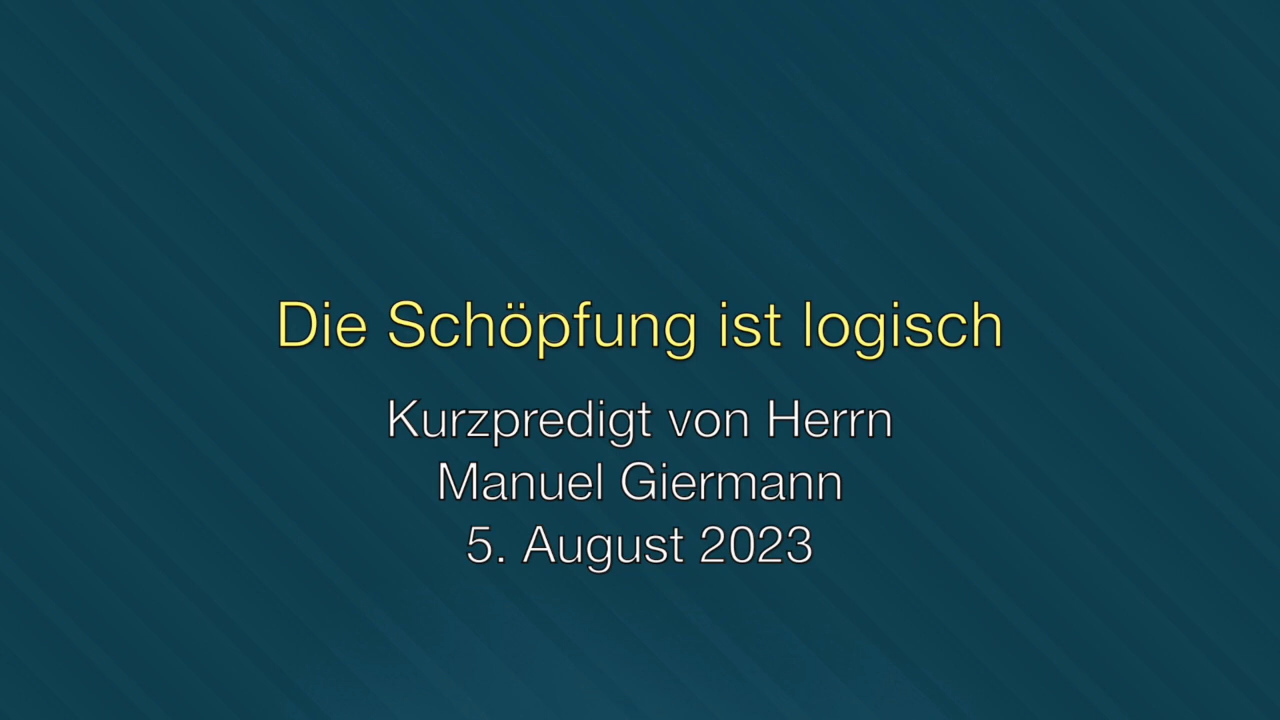 Die Schöpfung ist logisch
Kurzpredigt von Herrn
Manuel Giermann
5. August 2023